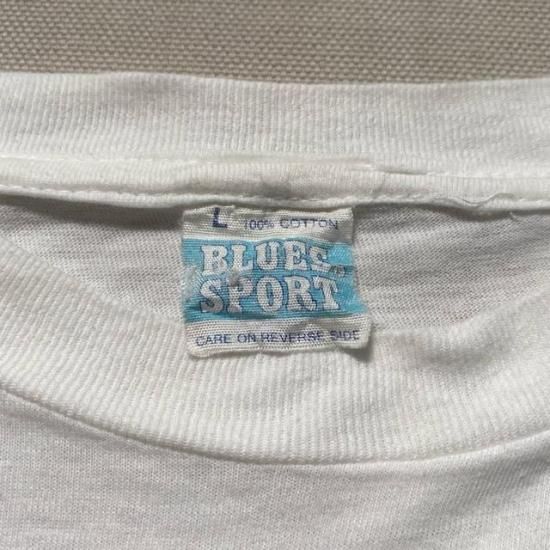 L 100% COTTON
BLUES
SPORT
CARE ON REVERSE SIDE